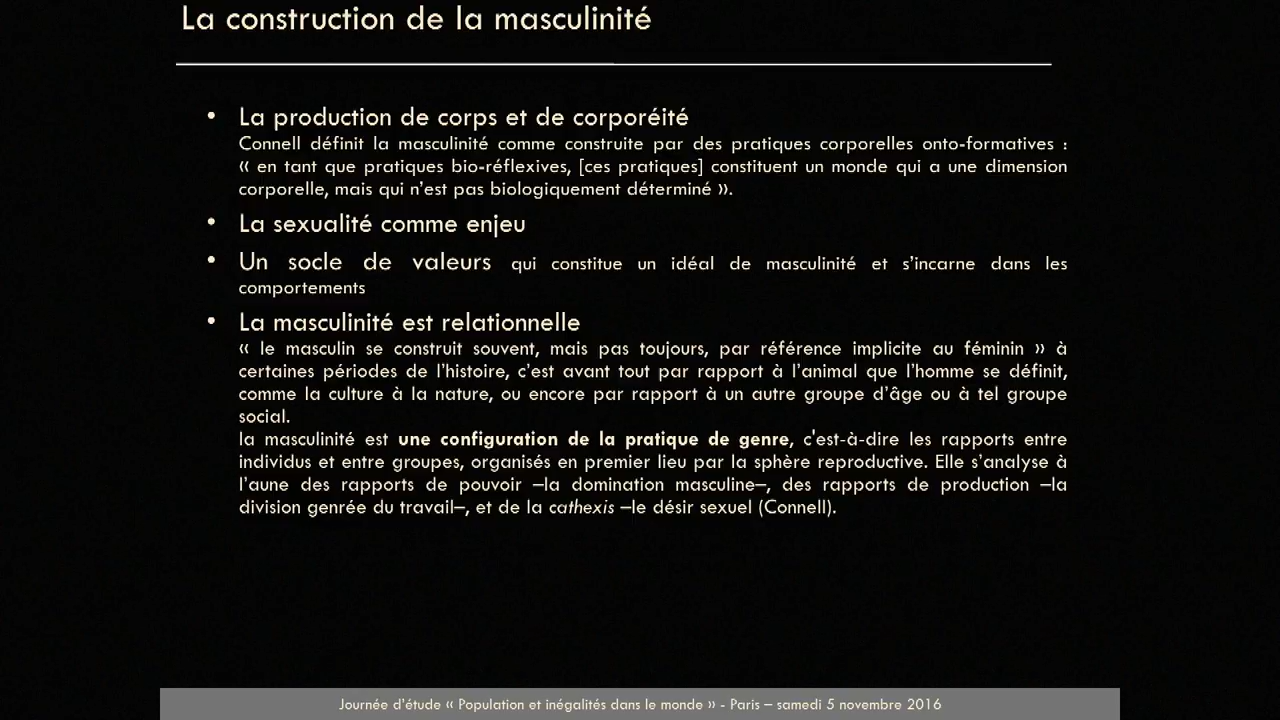 La construction de la masculinité
• La production de corps et de corporéité
Connell définit la masculinité comme construite par des pratiques corporelles onto-formatives :
« en tant que pratiques bio-réflexives, [ces pratiques] constituent un monde qui a une dimension
corporelle, mais qui n'est pas biologiquement déterminé ».
• La sexualité comme enjeu
• Un socle de valeurs qui constitue un idéal de masculinité et s'incarne dans les
comportements
• La masculinité est relationnelle
« le masculin se construit souvent, mais pas toujours, par référence implicite au féminin » à
certaines périodes de l'histoire, c'est avant tout par rapport à l'animal que l'homme se définit,
comme la culture à la nature, ou encore par rapport à un autre groupe d'âge ou à tel groupe
social.
la masculinité est une configuration de la pratique de genre, c'est-à-dire les rapports entre
individus et entre groupes, organisés en premier lieu par la sphère reproductive. Elle s'analyse à
l'aune des rapports de pouvoir –la domination masculine–, des rapports de production –la
division genrée du travail–, et de la cathexis –le désir sexuel (Connell).
Journée d'étude « Population et inégalités dans le monde » - Paris – samedi 5 novembre 2016